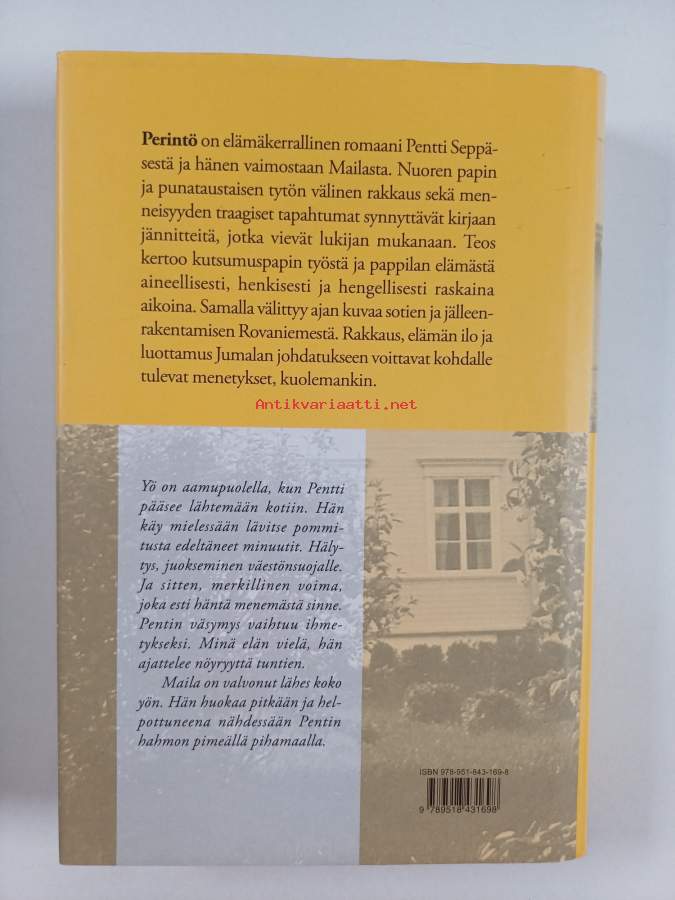 Perintö on elämäkerrallinen romaani Pentti Seppä-
sestä ja hänen vaimostaan Mailasta. Nuoren papin
ja punataustaisen tytön välinen rakkaus sekä men-
neisyyden traagiset tapahtumat synnyttävät kirjaan
jännitteitä, jotka vievät lukijan mukanaan. Teos
kertoo kutsumuspapin työstä ja pappilan elämästä
aineellisesti, henkisesti ja hengellisesti raskaina
aikoina. Samalla välittyy ajan kuvaa sotien ja jälleen-
rakentamisen Rovaniemestä. Rakkaus, elämän ilo ja
luottamus Jumalan johdatukseen voittavat kohdalle
tulevat menetykset, kuolemankin.
Antikvariaatti.net
Yö on aamupuolella, kun Pentti
pääsee lähtemään kotiin. Hän
käy mielessään lävitse pommi-
tusta edeltäneet minuutit. Häly-
tys, juokseminen väestönsuojalle.
Ja sitten, merkillinen voima,
joka esti häntä menemästä sinne.
Pentin väsymys vaihtuu ihme-
tykseksi. Minä elän vielä, hän
ajattelee nöyryyttä tuntien.
Maila on valvonut lähes koko
yön. Hän huokaa pitkään ja hel-
pottuneena nähdessään Pentin
hahmon pimeällä pihamaalla.
ISBN 978-951-843-169-8
9 789518 431698